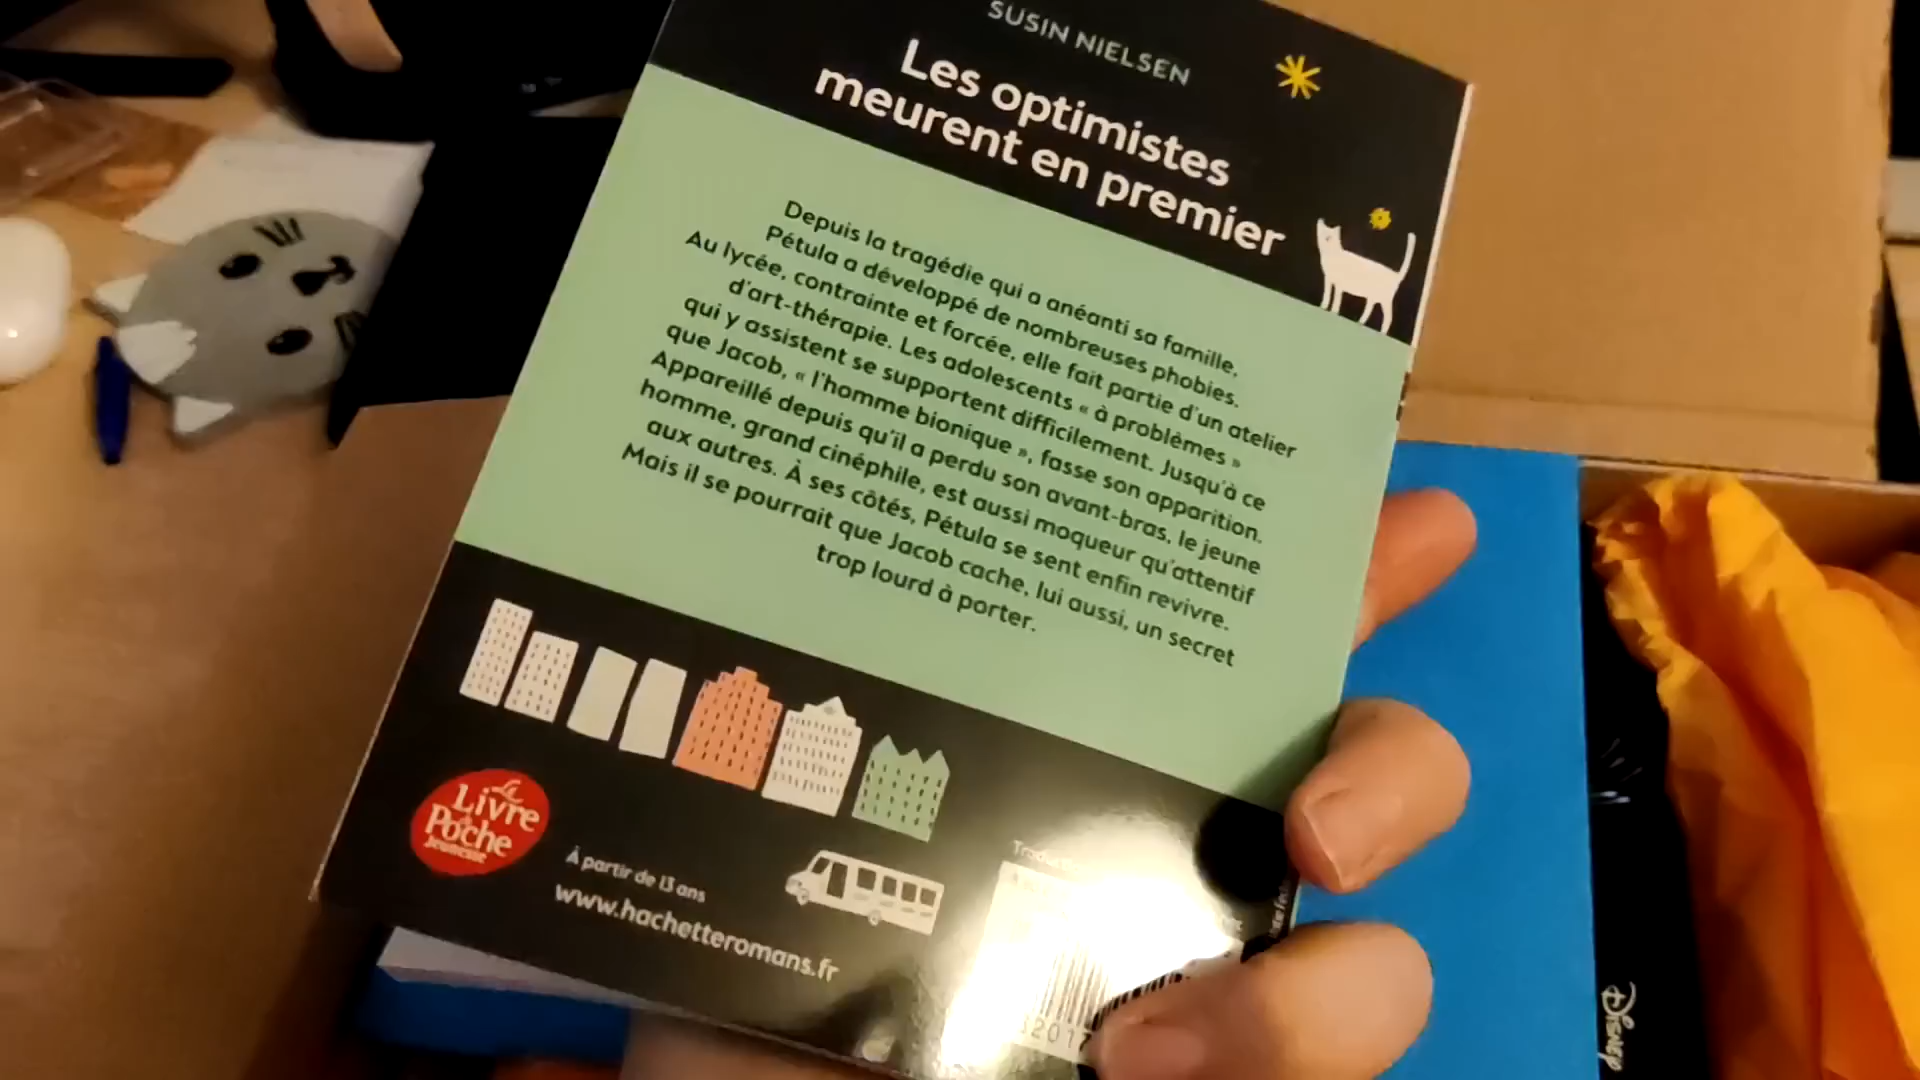 SUSIN NIELSEN
Les optimistes
meurent en premier
Depuis la tragédie qui a anéanti sa famille,
Pétula a développé de nombreuses phobies.
Au lycée, contrainte et forcée, elle fait partie d'un atelier
d'art-thérapie. Les adolescents « à problèmes »
qui y assistent se supportent difficilement. Jusqu'à ce
que Jacob, « l'homme bionique », fasse son apparition.
Appareillé depuis qu'il a perdu son avant-bras, le jeune
homme, grand cinéphile, est aussi moqueur qu'attentif
aux autres. À ses côtés, Pétula se sent enfin revivre.
Mais il se pourrait que Jacob cache, lui aussi, un secret
trop lourd à porter.
Le
Livre
de
Poche
Jeunesse
À partir de 13 ans
www.hachetteromans.fr
Disney